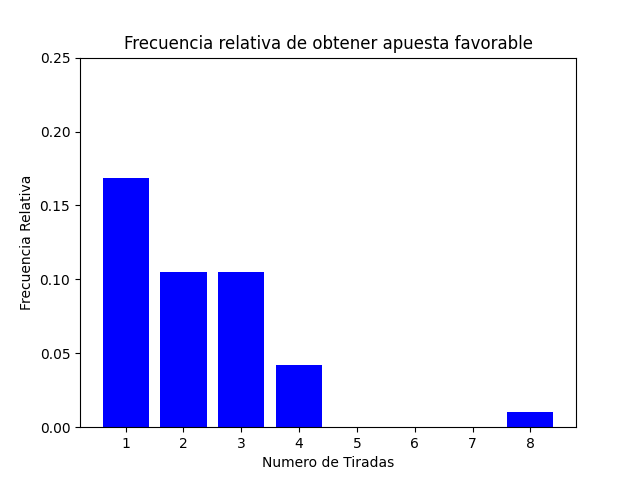 Frecuencia relativa de obtener apuesta favorable
0.25
0.20
0.15
0.10
0.05
0.00
Frecuencia Relativa
1 2 3 4 5 6 7 8
Numero de Tiradas